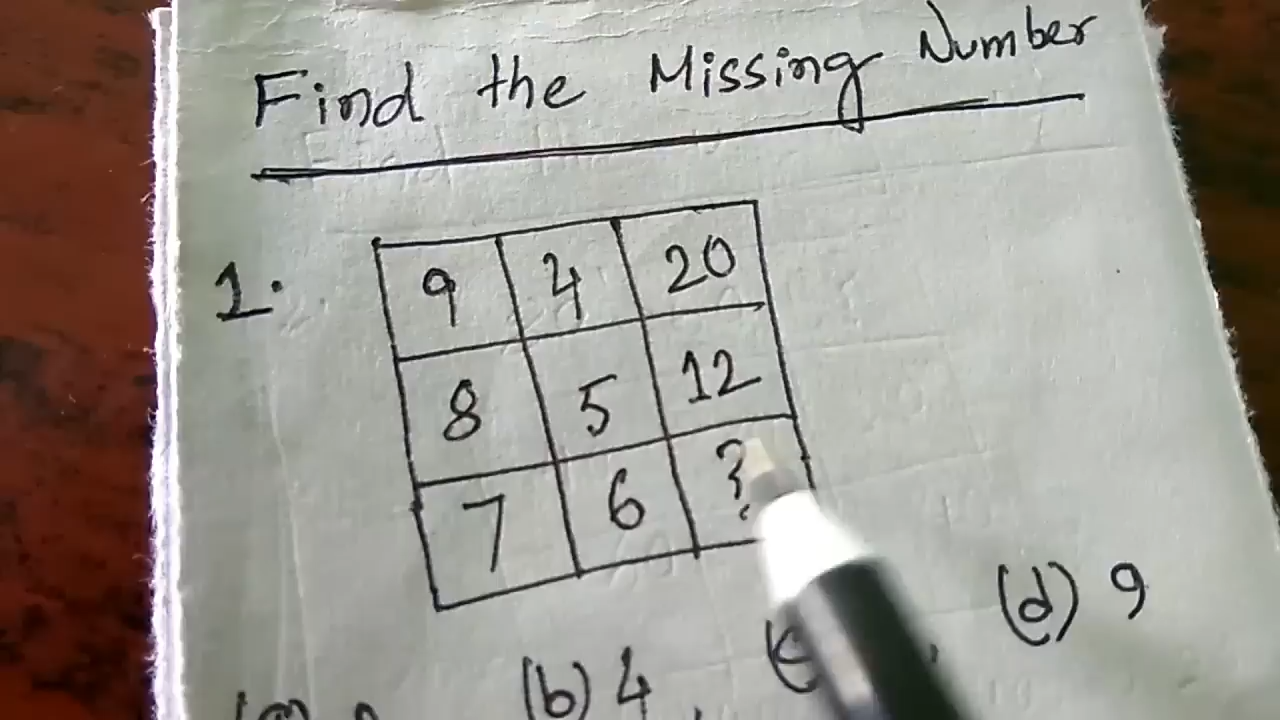 Find the Missing Number
1.
9 4 20
8 5 12
7 6 ?
(b) 4, (d) 9